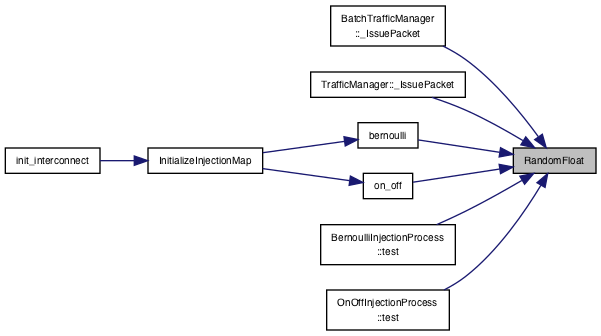 BatchTrafficManager
::_IssuePacket
TrafficManager::_IssuePacket
bernoulli
init_interconnect
InitializeInjectionMap
RandomFloat
on_off
BernoulliInjectionProcess
::test
OnOffInjectionProcess
::test